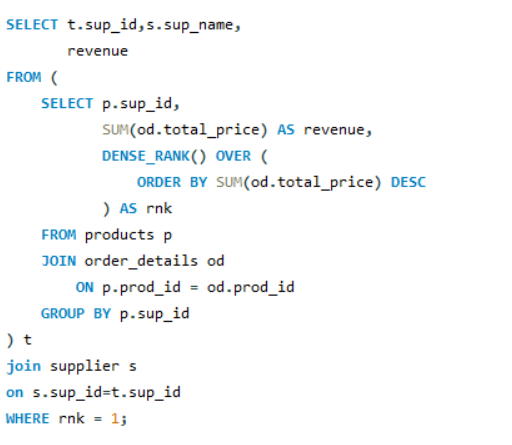 SELECT t.sup_id,s.sup_name,
       revenue
FROM (
    SELECT p.sup_id,
           SUM(od.total_price) AS revenue,
           DENSE_RANK() OVER (
               ORDER BY SUM(od.total_price) DESC
           ) AS rnk
    FROM products p
    JOIN order_details od
        ON p.prod_id = od.prod_id
    GROUP BY p.sup_id
) t
join supplier s
on s.sup_id=t.sup_id
WHERE rnk = 1;